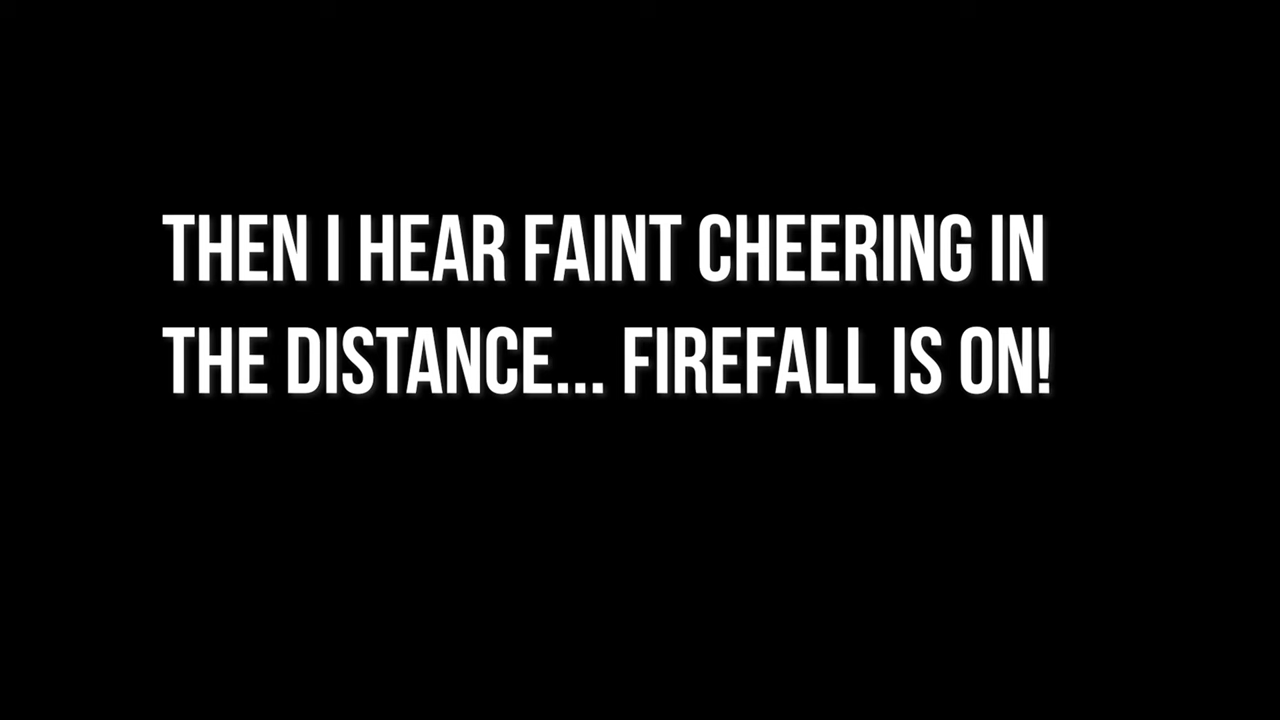 THEN I HEAR FAINT CHEERING IN
THE DISTANCE... FIREFALL IS ON!